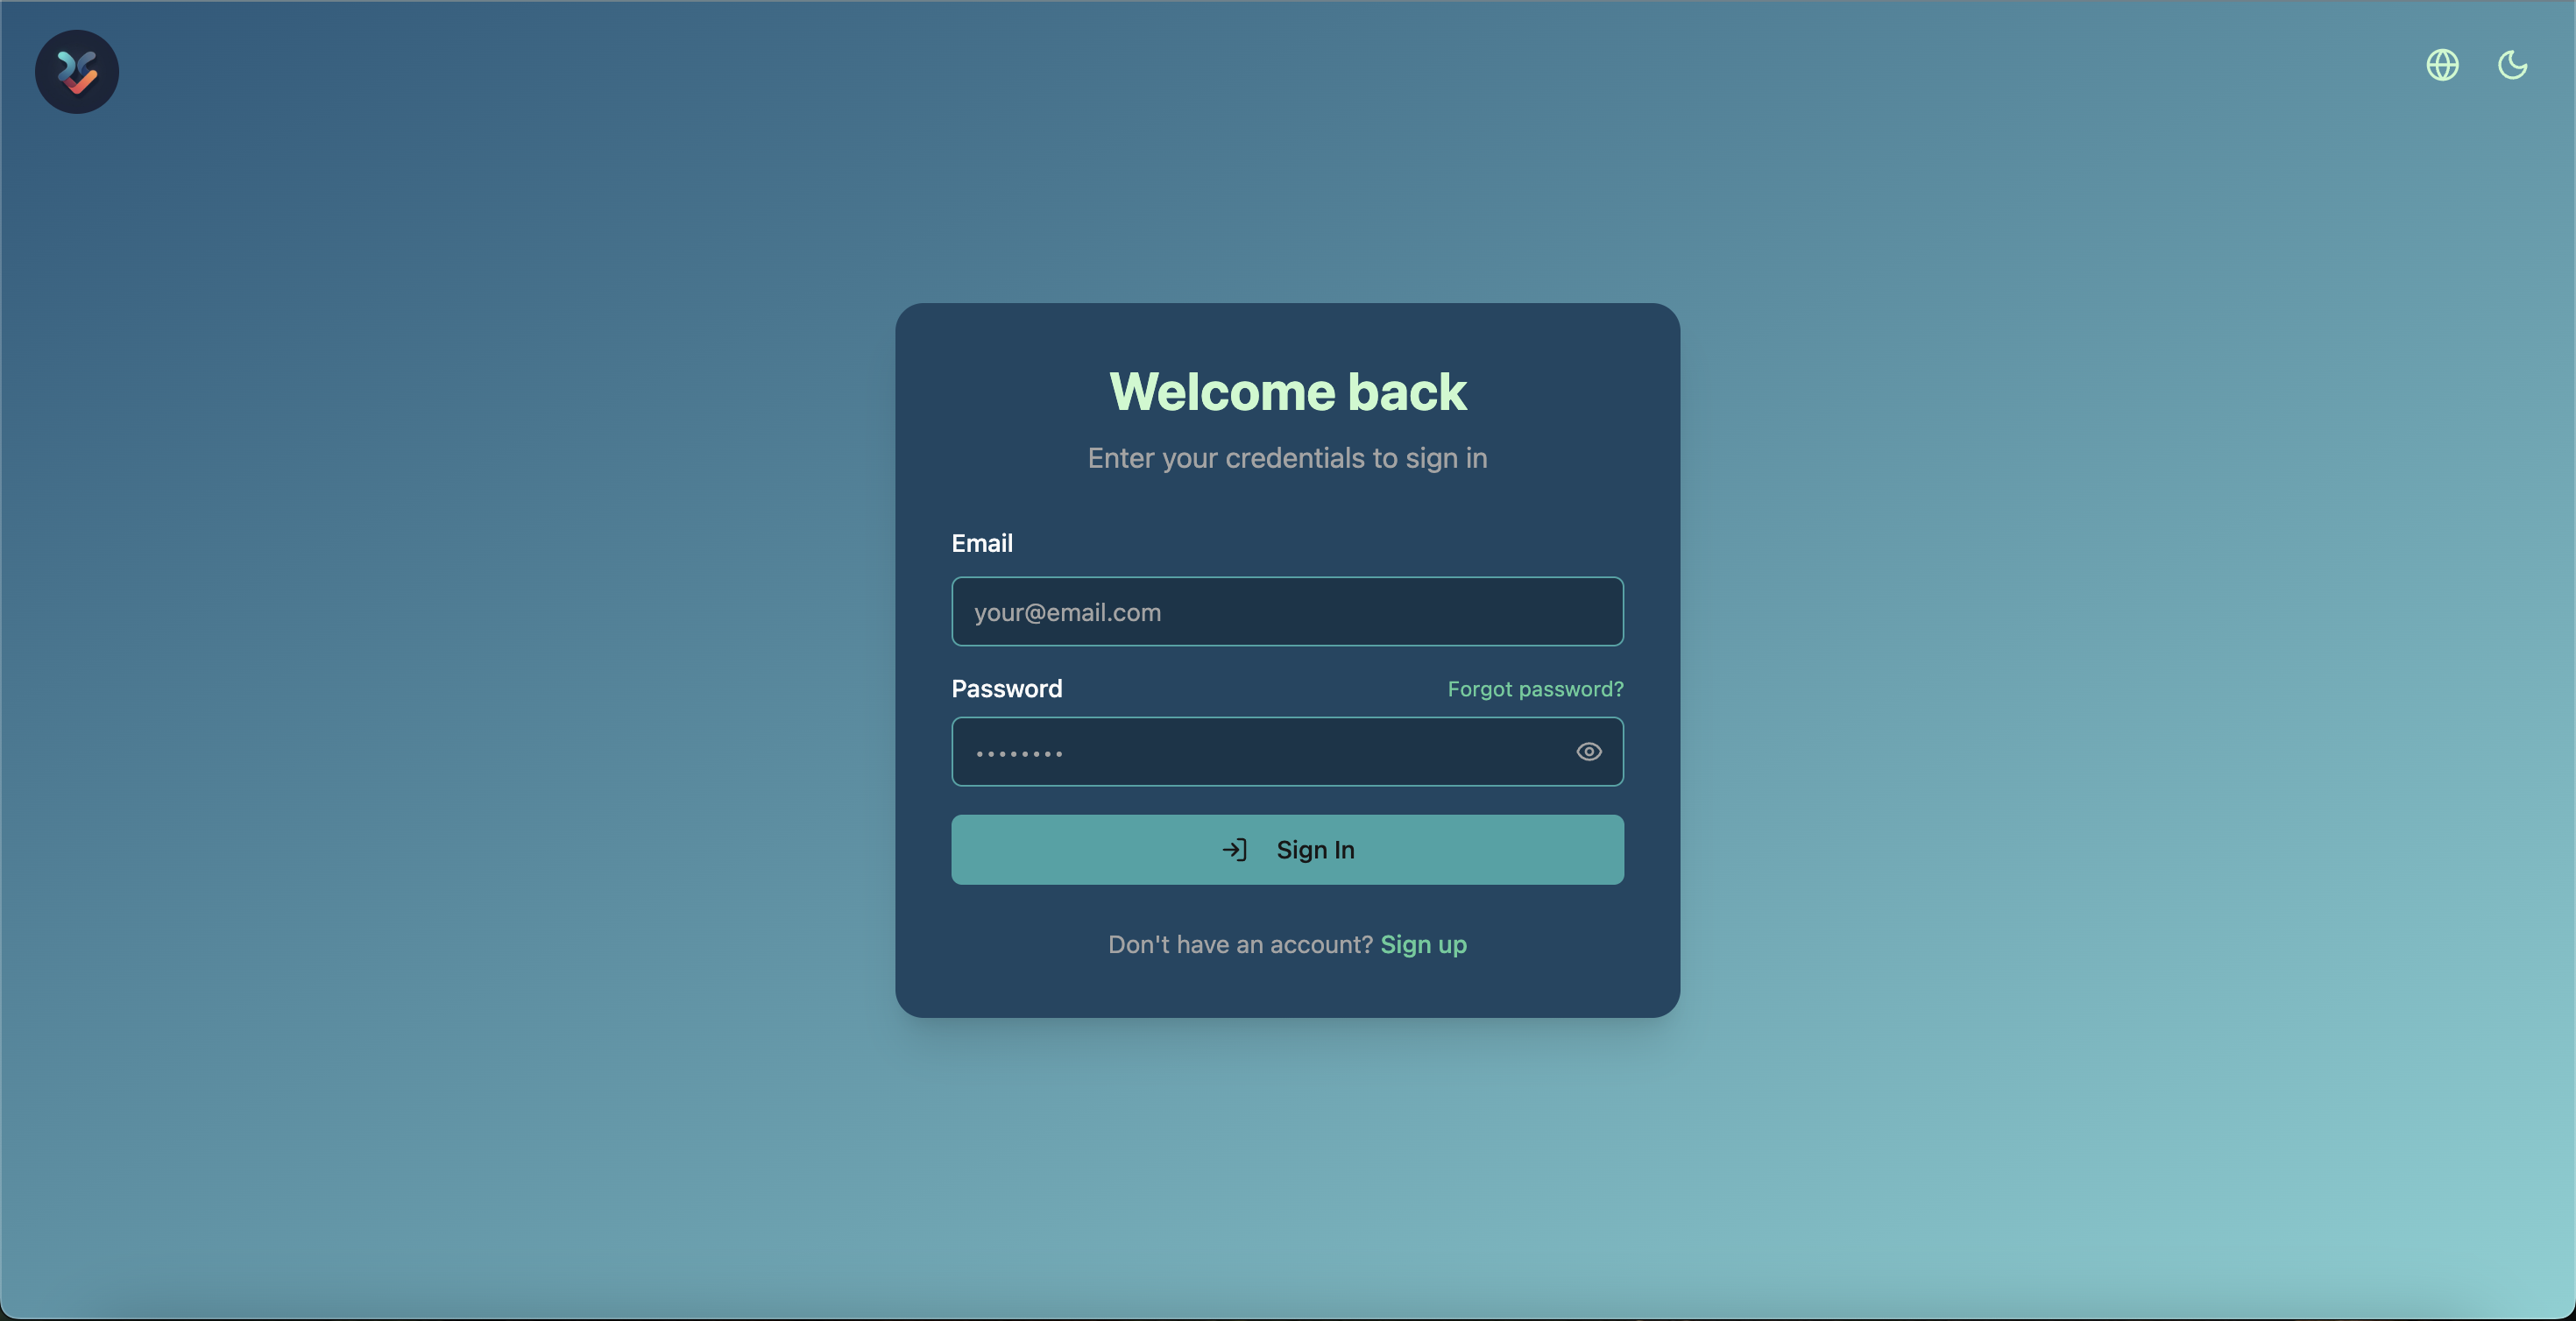 Welcome back
Enter your credentials to sign in
Email
your@email.com
Password Forgot password?
••••••••
Sign In
Don't have an account? Sign up